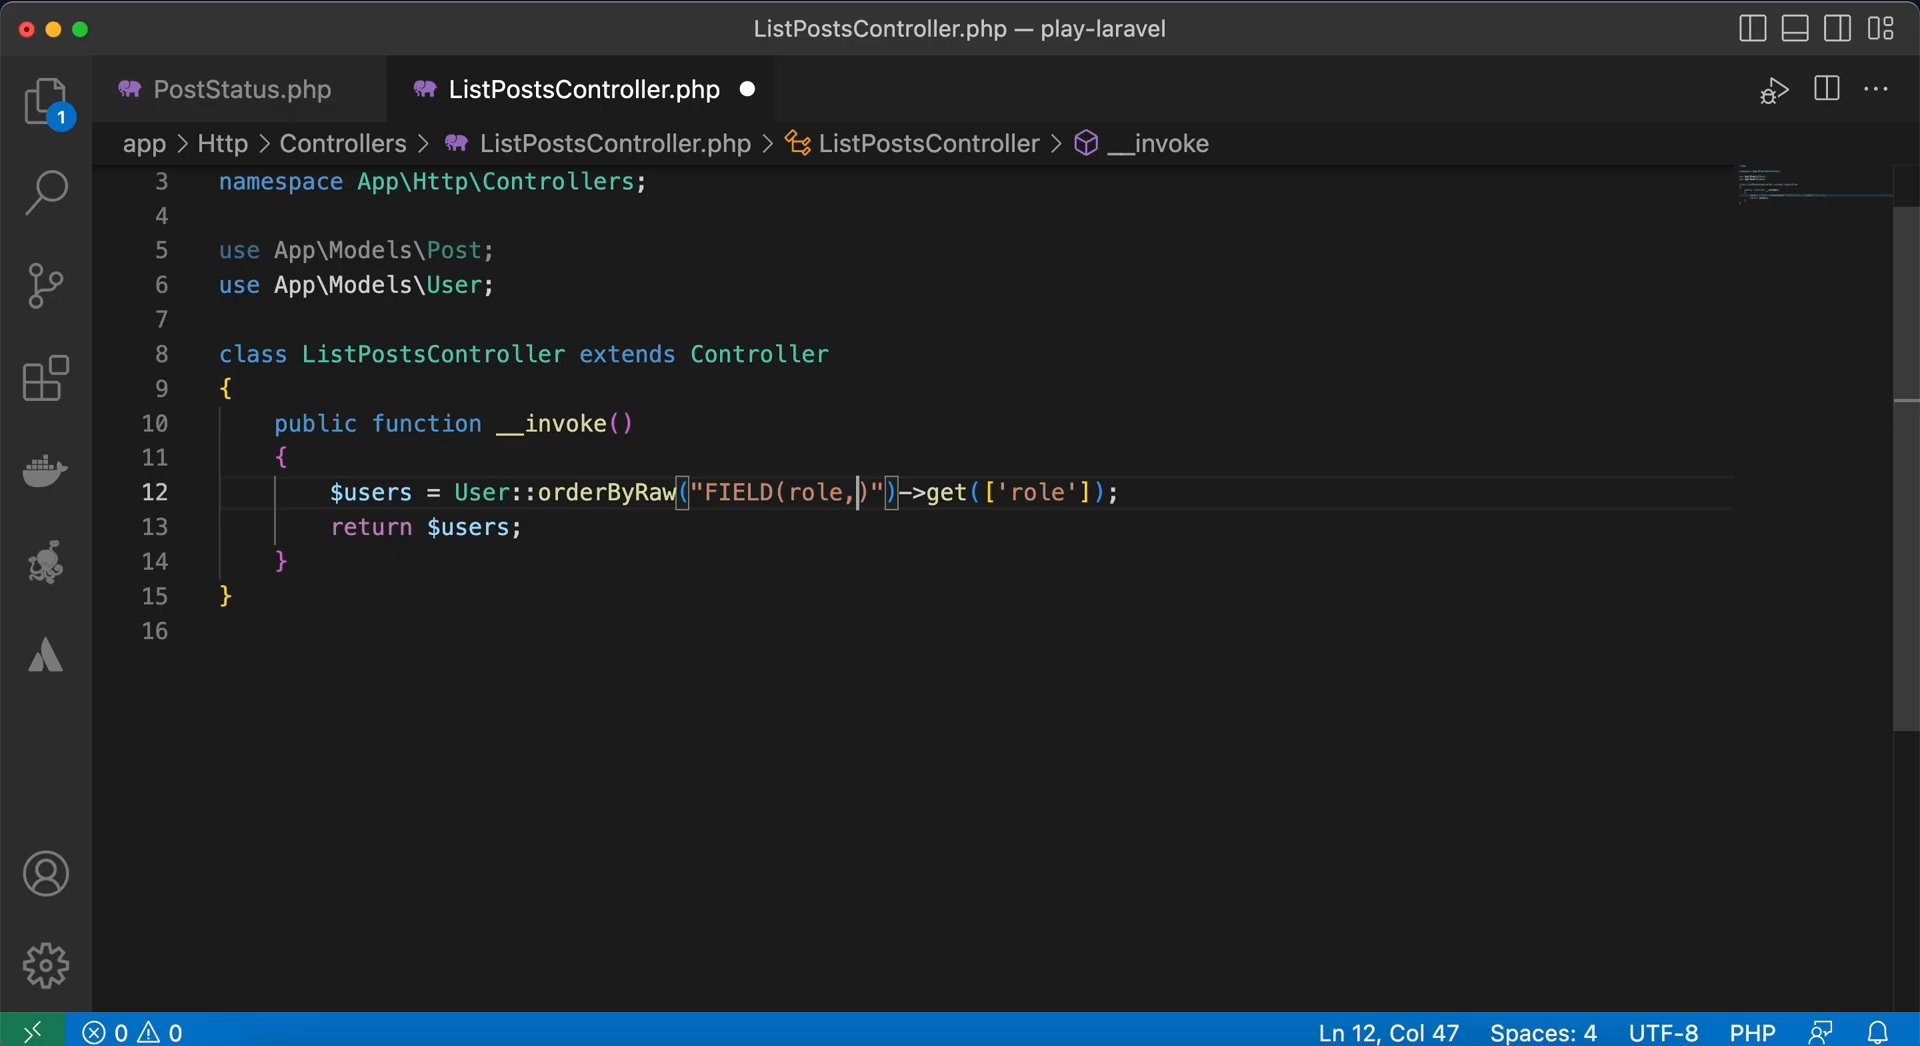 ListPostsController.php — play-laravel
1
PostStatus.php
ListPostsController.php
app > Http > Controllers > ListPostsController.php > ListPostsController > __invoke
3 namespace App\Http\Controllers;
4
5 use App\Models\Post;
6 use App\Models\User;
7
8 class ListPostsController extends Controller
9 {
10 public function __invoke()
11 {
12 $users = User::orderByRaw("FIELD(role,)")->get(['role']);
13 return $users;
14 }
15 }
16
0 0 Ln 12, Col 47 Spaces: 4 UTF-8 PHP